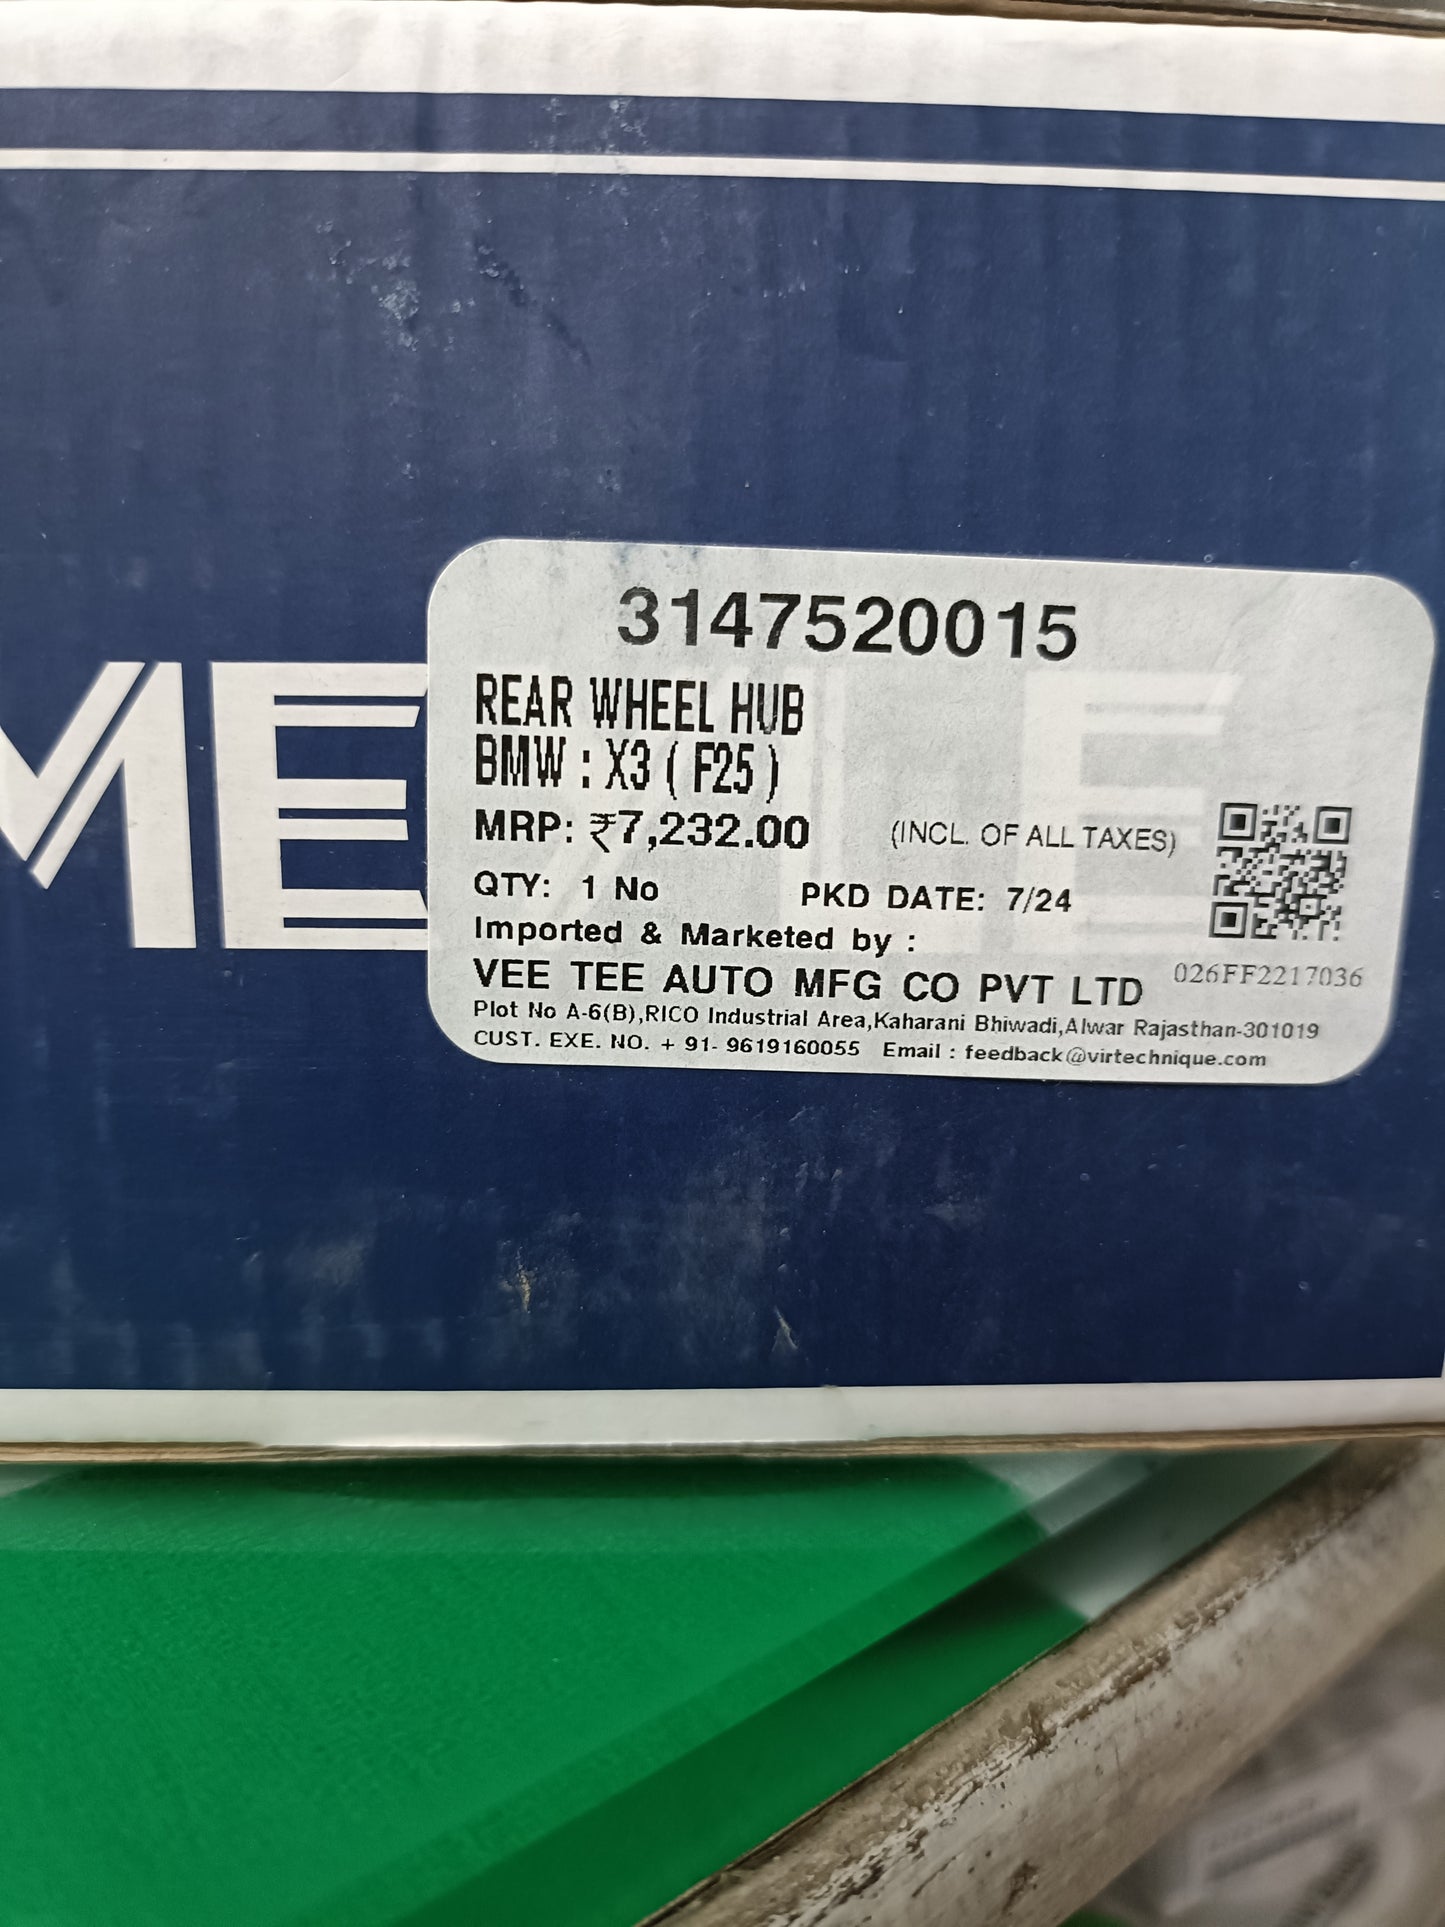 3147520015
REAR WHEEL HUB
BMW : X3 ( F25 )
MRP: ₹7,232.00 (INCL. OF ALL TAXES)
QTY: 1 No PKD DATE: 7/24
Imported & Marketed by :
VEE TEE AUTO MFG CO PVT LTD 026FF2217036
Plot No A-6(B),RICO Industrial Area,Kaharani Bhiwadi,Alwar Rajasthan-301019
CUST. EXE. NO. + 91- 9619160055 Email : feedback@virtechnique.com